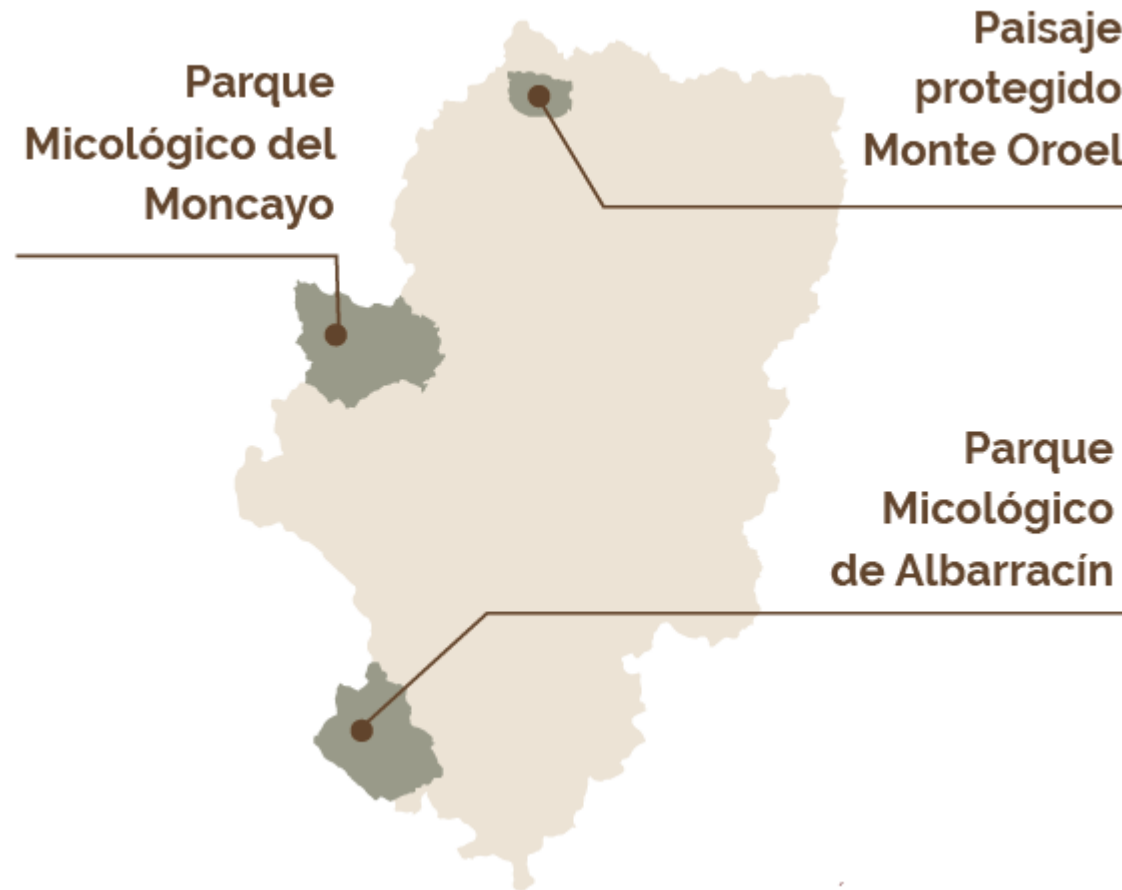 Parque
Micológico del
Moncayo
Paisaje
protegido
Monte Oroel
Parque
Micológico
de Albarracín